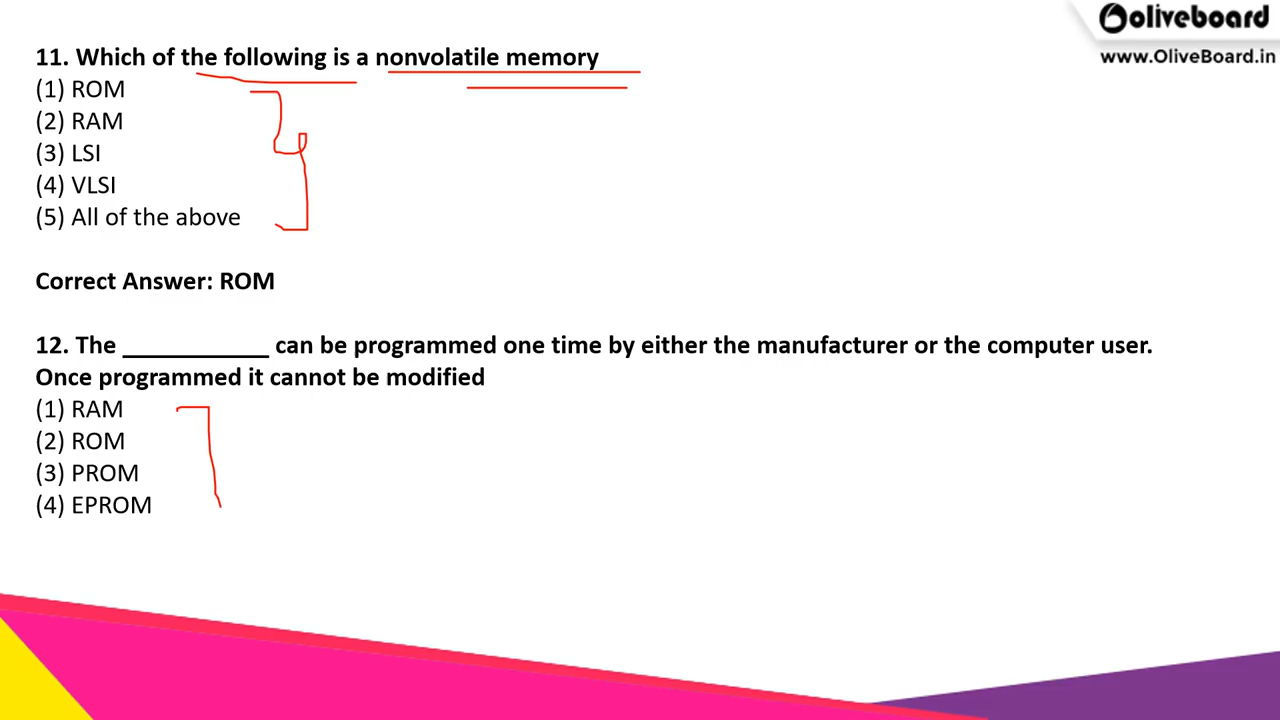 oliveboard
www.OliveBoard.in
11. Which of the following is a nonvolatile memory
(1) ROM
(2) RAM
(3) LSI
(4) VLSI
(5) All of the above
Correct Answer: ROM
12. The ___________ can be programmed one time by either the manufacturer or the computer user.
Once programmed it cannot be modified
(1) RAM
(2) ROM
(3) PROM
(4) EPROM